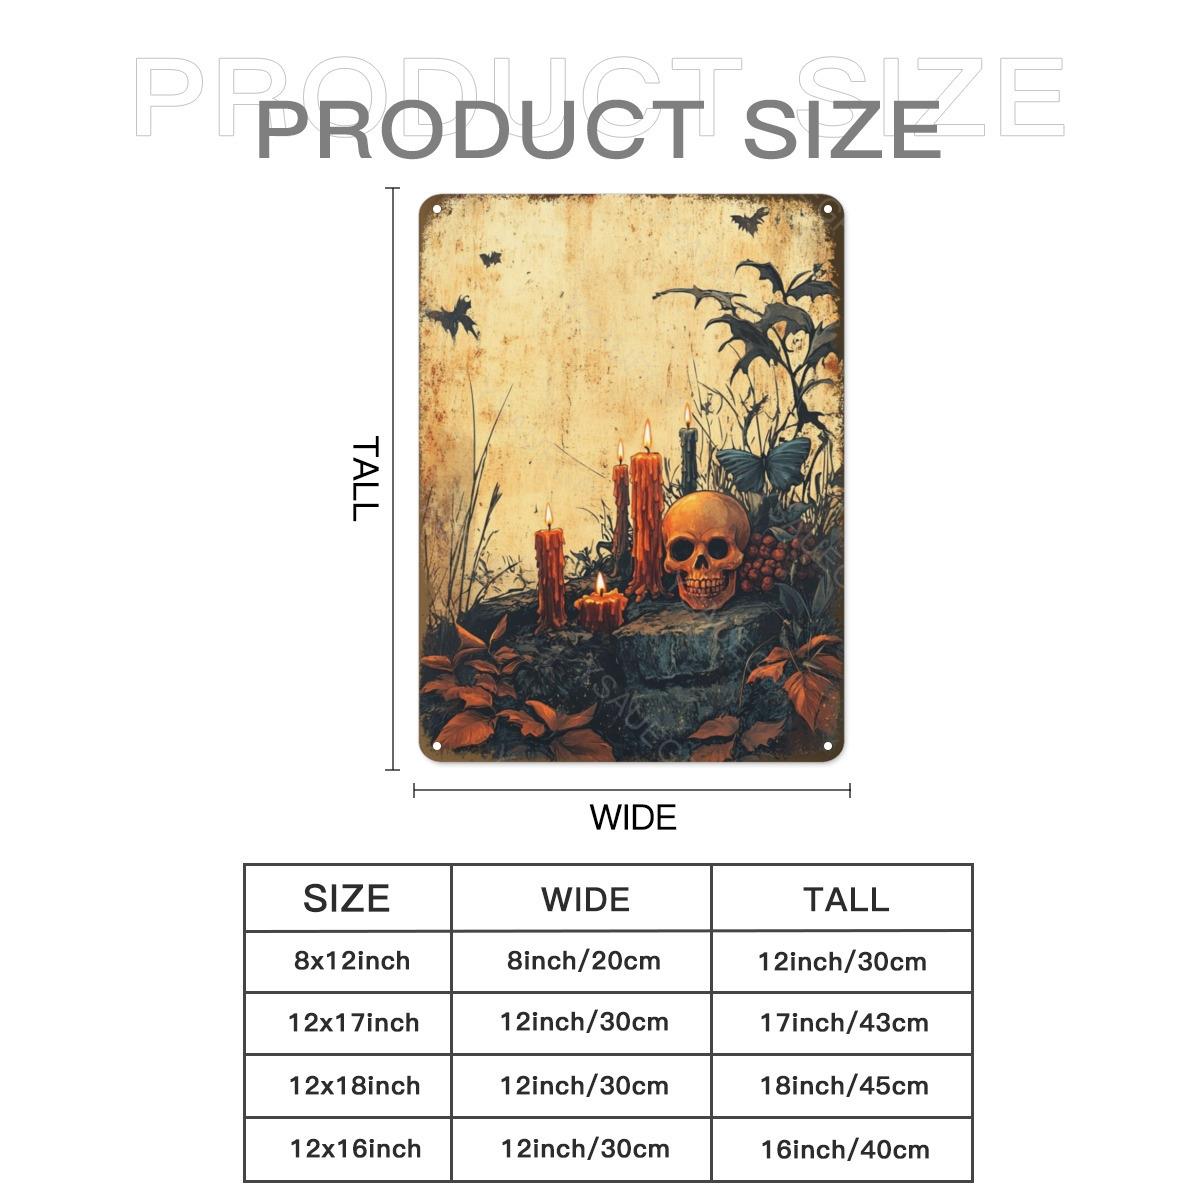 PRODUCT SIZE
PRODUCT SIZE
TALL
WIDE
SIZE WIDE TALL
8x12inch 8inch/20cm 12inch/30cm
12x17inch 12inch/30cm 17inch/43cm
12x18inch 12inch/30cm 18inch/45cm
12x16inch 12inch/30cm 16inch/40cm